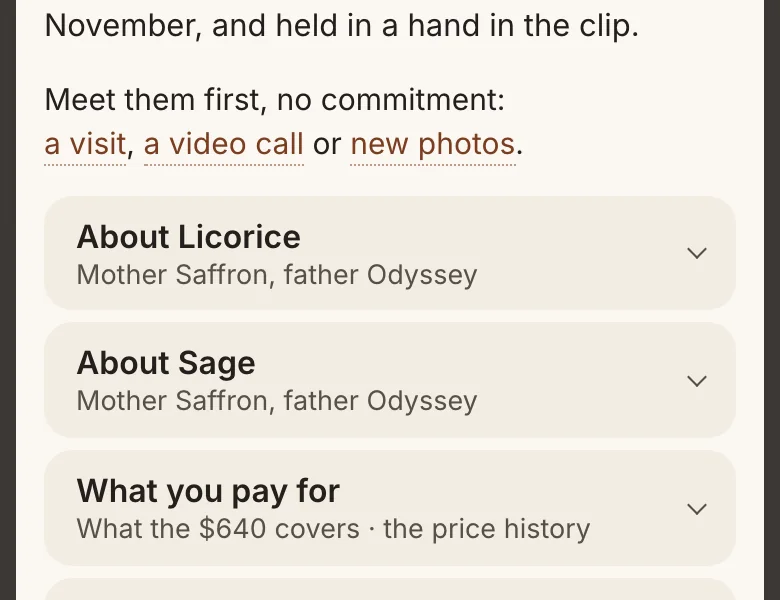 November, and held in a hand in the clip.
Meet them first, no commitment:
a visit, a video call or new photos.
About Licorice
Mother Saffron, father Odyssey
About Sage
Mother Saffron, father Odyssey
What you pay for
What the $640 covers · the price history